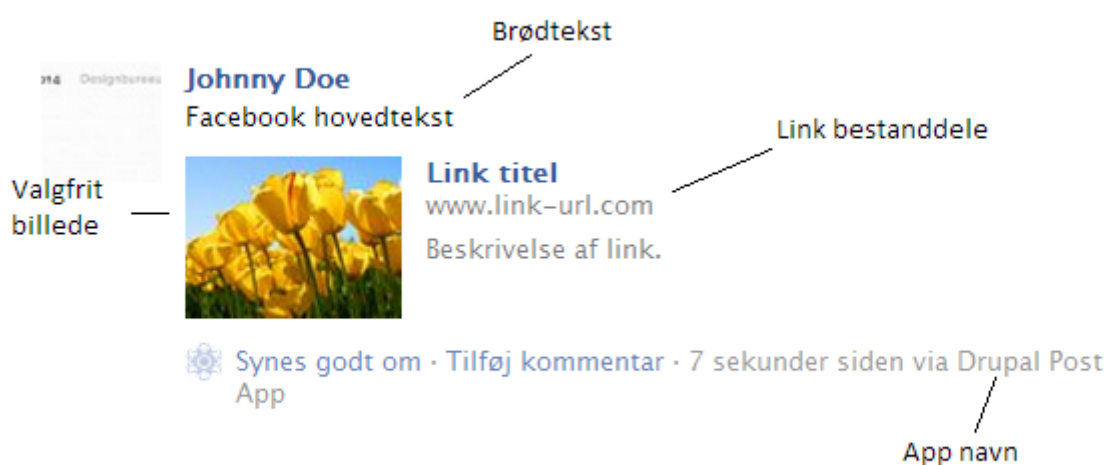 Brødtekst
Johnny Doe
Facebook hovedtekst
Designbureau
Link bestanddele
Valgfrit
billede
Link titel
www.link-url.com
Beskrivelse af link.
Synes godt om · Tilføj kommentar · 7 sekunder siden via Drupal Post
App
App navn